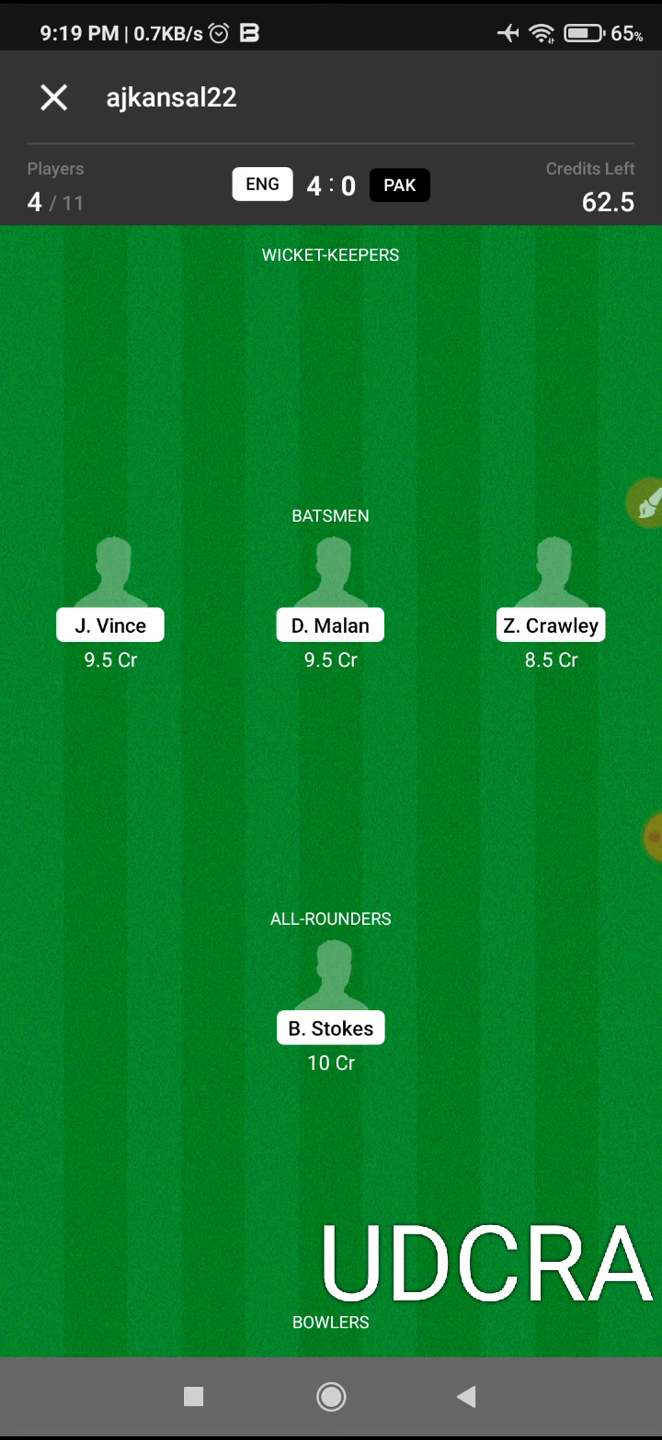 9:19 PM | 0.7KB/s
65%
ajkansal22
Players
4 / 11
ENG 4 : 0 PAK
Credits Left
62.5
WICKET-KEEPERS
BATSMEN
J. Vince D. Malan Z. Crawley
9.5 Cr 9.5 Cr 8.5 Cr
ALL-ROUNDERS
B. Stokes
10 Cr
UDCRA
BOWLERS